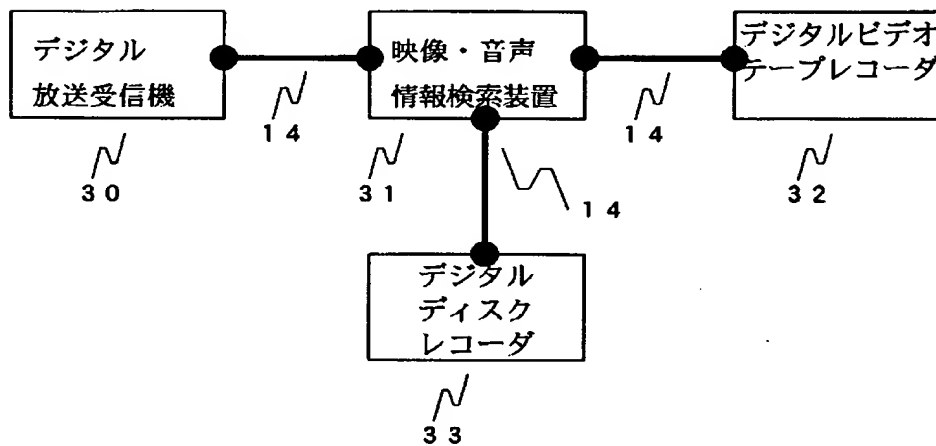 デジタル
放送受信機
映像・音声
情報検索装置
デジタルビデオ
テープレコーダ
14
14
30
31
14
32
デジタル
ディスク
レコーダ
33